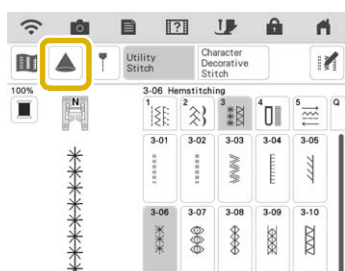 Utility
Stitch
Character
Decorative
Stitch
100%
3-06 Hemstitching
N
1
2
3
4
5
Q
3-01
3-02
3-03
3-04
3-05
3-06
3-07
3-08
3-09
3-10